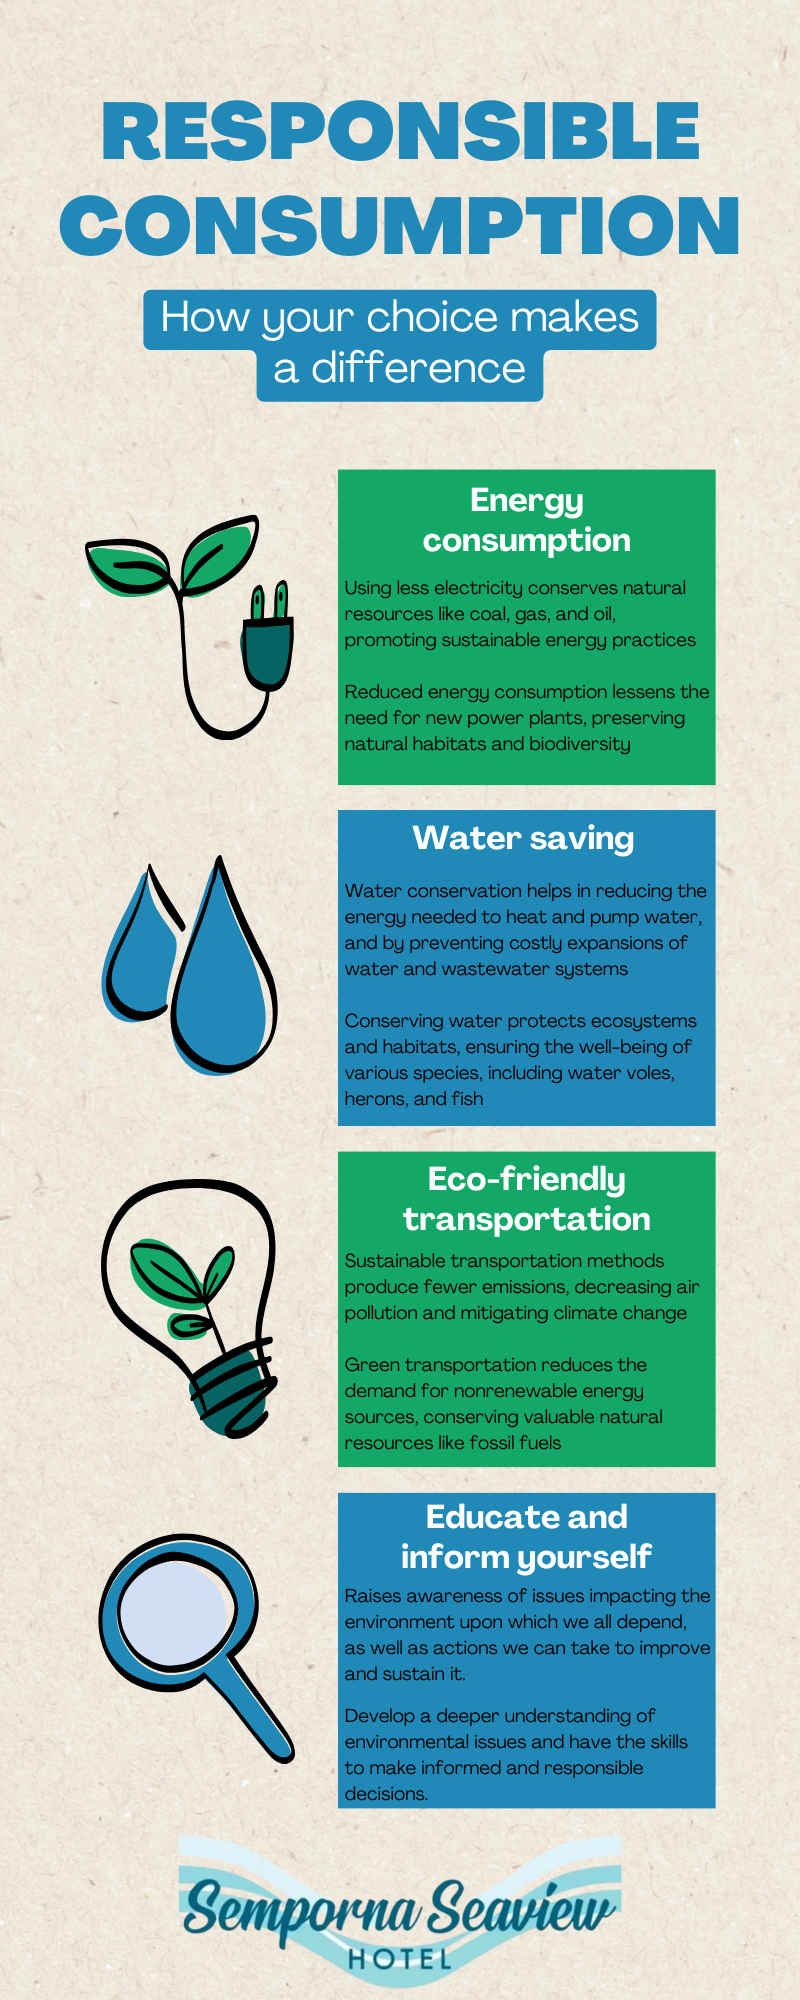 RESPONSIBLE
CONSUMPTION
How your choice makes
a difference
Energy
consumption
Using less electricity conserves natural
resources like coal, gas, and oil,
promoting sustainable energy practices
Reduced energy consumption lessens the
need for new power plants, preserving
natural habitats and biodiversity
Water saving
Water conservation helps in reducing the
energy needed to heat and pump water,
and by preventing costly expansions of
water and wastewater systems
Conserving water protects ecosystems
and habitats, ensuring the well-being of
various species, including water voles,
herons, and fish
Eco-friendly
transportation
Sustainable transportation methods
produce fewer emissions, decreasing air
pollution and mitigating climate change
Green transportation reduces the
demand for nonrenewable energy
sources, conserving valuable natural
resources like fossil fuels
Educate and
inform yourself
Raises awareness of issues impacting the
environment upon which we all depend,
as well as actions we can take to improve
and sustain it.
Develop a deeper understanding of
environmental issues and have the skills
to make informed and responsible
decisions.
Semporna Seaview
HOTEL